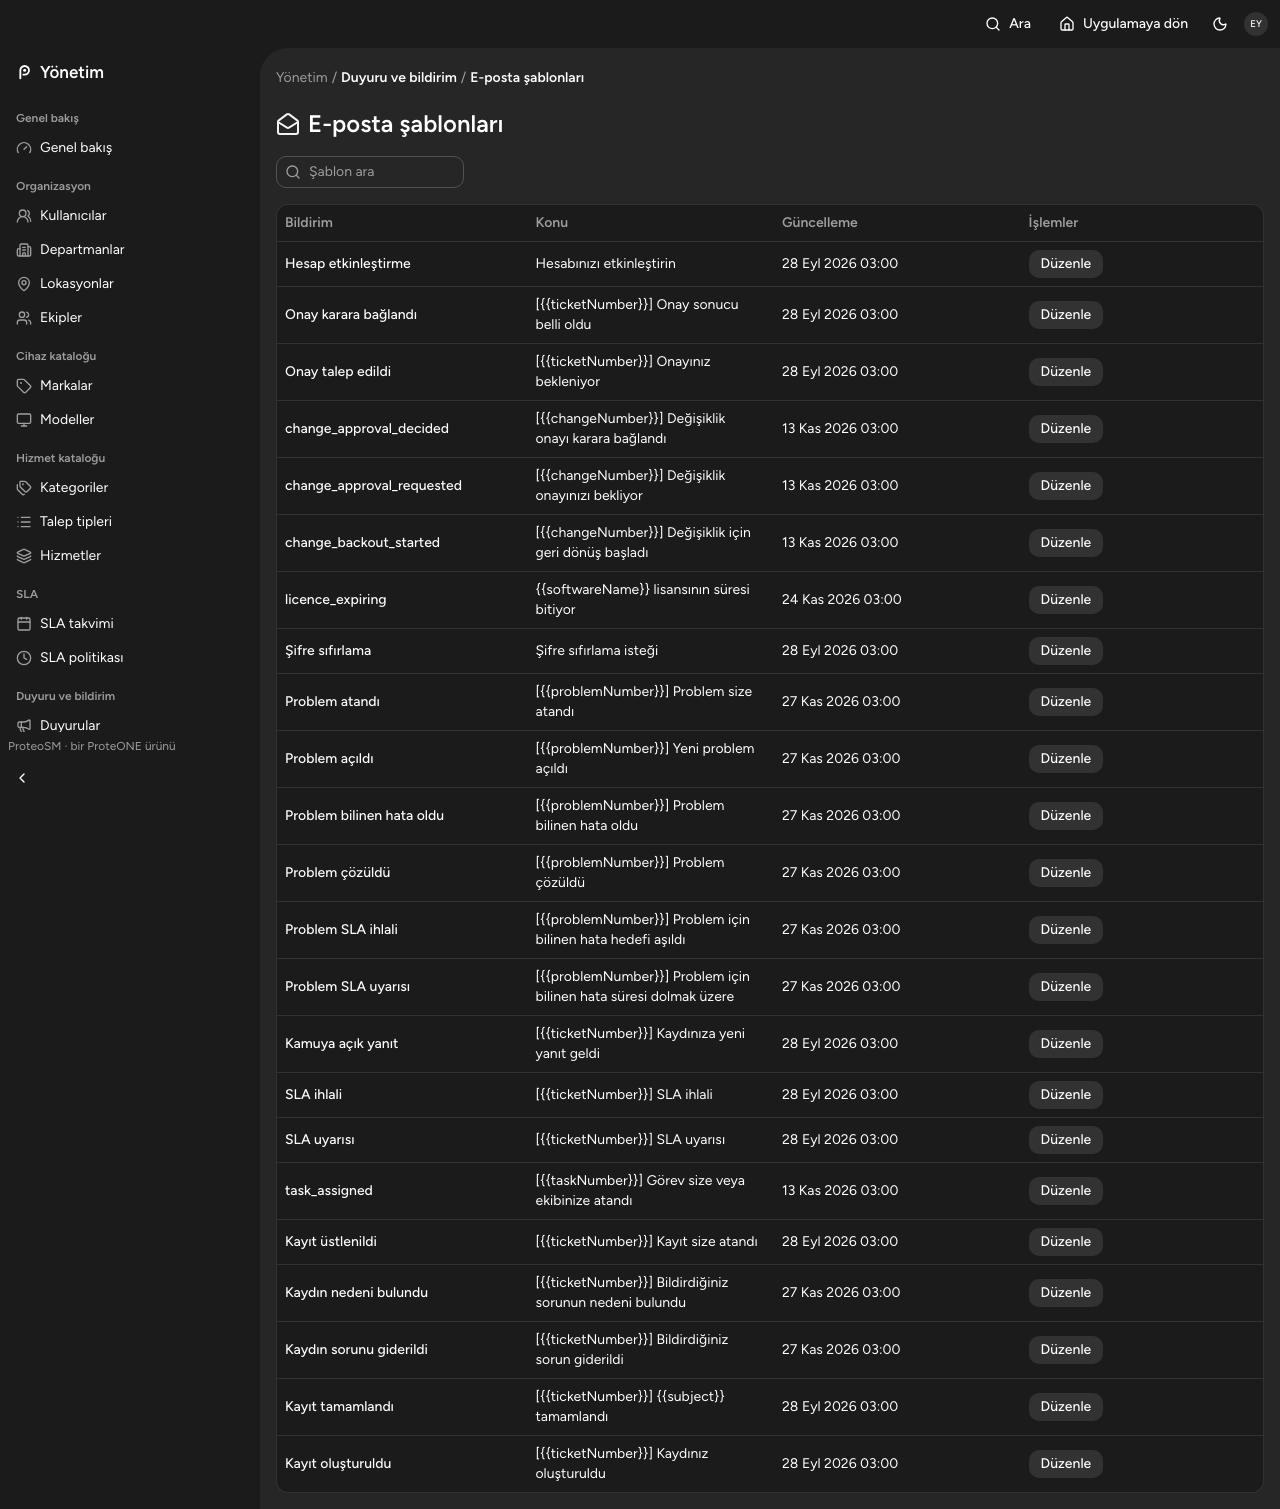 Ara
Uygulamaya dön
EY
Yönetim
Genel bakış
Genel bakış
Organizasyon
Kullanıcılar
Departmanlar
Lokasyonlar
Ekipler
Cihaz kataloğu
Markalar
Modeller
Hizmet kataloğu
Kategoriler
Talep tipleri
Hizmetler
SLA
SLA takvimi
SLA politikası
Duyuru ve bildirim
Duyurular
ProteoSM · bir ProteONE ürünü
Yönetim / Duyuru ve bildirim / E-posta şablonları
E-posta şablonları
Şablon ara
Bildirim Konu Güncelleme İşlemler
Hesap etkinleştirme Hesabınızı etkinleştirin 28 Eyl 2026 03:00 Düzenle
Onay karara bağlandı [{{ticketNumber}}] Onay sonucu
belli oldu 28 Eyl 2026 03:00 Düzenle
Onay talep edildi [{{ticketNumber}}] Onayınız
bekleniyor 28 Eyl 2026 03:00 Düzenle
change_approval_decided [{{changeNumber}}] Değişiklik
onayı karara bağlandı 13 Kas 2026 03:00 Düzenle
change_approval_requested [{{changeNumber}}] Değişiklik
onayınızı bekliyor 13 Kas 2026 03:00 Düzenle
change_backout_started [{{changeNumber}}] Değişiklik için
geri dönüş başladı 13 Kas 2026 03:00 Düzenle
licence_expiring {{softwareName}} lisansının süresi
bitiyor 24 Kas 2026 03:00 Düzenle
Şifre sıfırlama Şifre sıfırlama isteği 28 Eyl 2026 03:00 Düzenle
Problem atandı [{{problemNumber}}] Problem size
atandı 27 Kas 2026 03:00 Düzenle
Problem açıldı [{{problemNumber}}] Yeni problem
açıldı 27 Kas 2026 03:00 Düzenle
Problem bilinen hata oldu [{{problemNumber}}] Problem
bilinen hata oldu 27 Kas 2026 03:00 Düzenle
Problem çözüldü [{{problemNumber}}] Problem
çözüldü 27 Kas 2026 03:00 Düzenle
Problem SLA ihlali [{{problemNumber}}] Problem için
bilinen hata hedefi aşıldı 27 Kas 2026 03:00 Düzenle
Problem SLA uyarısı [{{problemNumber}}] Problem için
bilinen hata süresi dolmak üzere 27 Kas 2026 03:00 Düzenle
Kamuya açık yanıt [{{ticketNumber}}] Kaydınıza yeni
yanıt geldi 28 Eyl 2026 03:00 Düzenle
SLA ihlali [{{ticketNumber}}] SLA ihlali 28 Eyl 2026 03:00 Düzenle
SLA uyarısı [{{ticketNumber}}] SLA uyarısı 28 Eyl 2026 03:00 Düzenle
task_assigned [{{taskNumber}}] Görev size veya
ekibinize atandı 13 Kas 2026 03:00 Düzenle
Kayıt üstlenildi [{{ticketNumber}}] Kayıt size atandı 28 Eyl 2026 03:00 Düzenle
Kaydın nedeni bulundu [{{ticketNumber}}] Bildirdiğiniz
sorunun nedeni bulundu 27 Kas 2026 03:00 Düzenle
Kaydın sorunu giderildi [{{ticketNumber}}] Bildirdiğiniz
sorun giderildi 27 Kas 2026 03:00 Düzenle
Kayıt tamamlandı [{{ticketNumber}}] {{subject}}
tamamlandı 28 Eyl 2026 03:00 Düzenle
Kayıt oluşturuldu [{{ticketNumber}}] Kaydınız
oluşturuldu 28 Eyl 2026 03:00 Düzenle